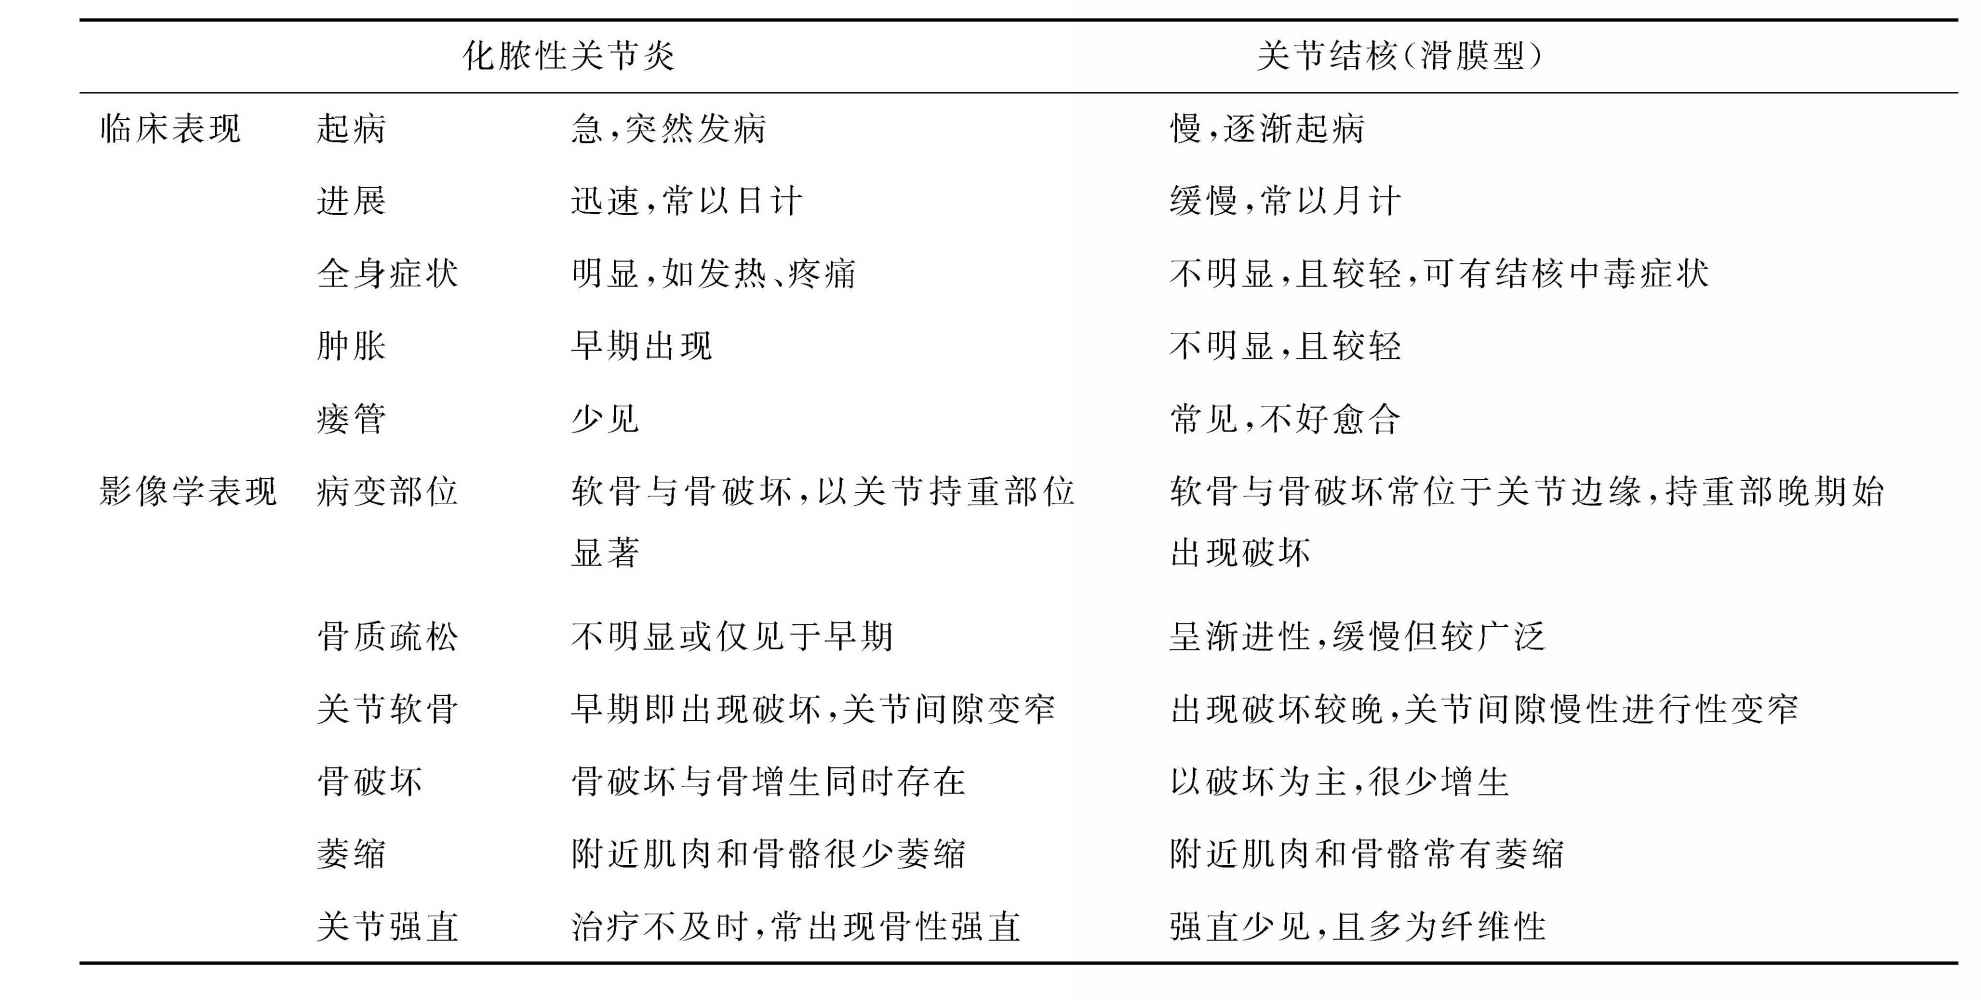 化脓性关节炎 关节结核(滑膜型)
临床表现 起病 急,突然发病 慢,逐渐起病
进展 迅速,常以日计 缓慢,常以月计
全身症状 明显,如发热、疼痛 不明显,且较轻,可有结核中毒症状
肿胀 早期出现 不明显,且较轻
瘘管 少见 常见,不好愈合
影像学表现 病变部位 软骨与骨破坏,以关节持重部位 软骨与骨破坏常位于关节边缘,持重部晚期始
显著 出现破坏
骨质疏松 不明显或仅见于早期 呈渐进性,缓慢但较广泛
关节软骨 早期即出现破坏,关节间隙变窄 出现破坏较晚,关节间隙慢性进行性变窄
骨破坏 骨破坏与骨增生同时存在 以破坏为主,很少增生
萎缩 附近肌肉和骨骼很少萎缩 附近肌肉和骨骼常有萎缩
关节强直 治疗不及时,常出现骨性强直 强直少见,且多为纤维性